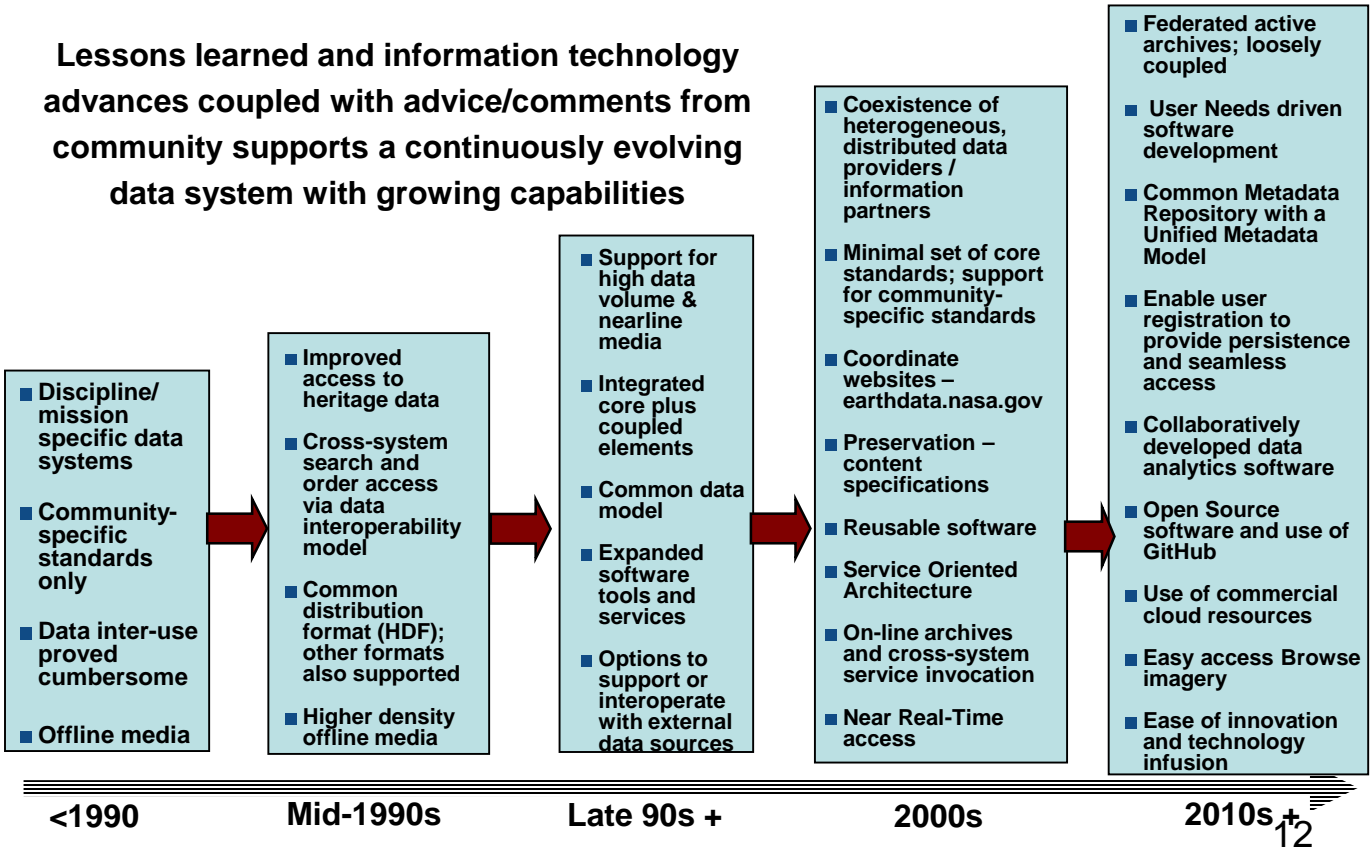 Lessons learned and information technology
advances coupled with advice/comments from
community supports a continuously evolving
data system with growing capabilities
■ Discipline/
mission
specific data
systems
■ Community-
specific
standards
only
■ Data inter-use
proved
cumbersome
■ Offline media
■ Improved
access to
heritage data
■ Cross-system
search and
order access
via data
interoperability
model
■ Common
distribution
format (HDF);
other formats
also supported
■ Higher density
offline media
■ Support for
high data
volume &
nearline
media
■ Integrated
core plus
coupled
elements
■ Common data
model
■ Expanded
software
tools and
services
■ Options to
support or
interoperate
with external
data sources
■ Coexistence of
heterogeneous,
distributed data
providers /
information
partners
■ Minimal set of core
standards; support
for community-
specific standards
■ Coordinate
websites –
earthdata.nasa.gov
■ Preservation –
content
specifications
■ Reusable software
■ Service Oriented
Architecture
■ On-line archives
and cross-system
service invocation
■ Near Real-Time
access
■ Federated active
archives; loosely
coupled
■ User Needs driven
software
development
■ Common Metadata
Repository with a
Unified Metadata
Model
■ Enable user
registration to
provide persistence
and seamless
access
■ Collaboratively
developed data
analytics software
■ Open Source
software and use of
GitHub
■ Use of commercial
cloud resources
■ Easy access Browse
imagery
■ Ease of innovation
and technology
infusion
<1990
Mid-1990s
Late 90s +
2000s
2010s +
12